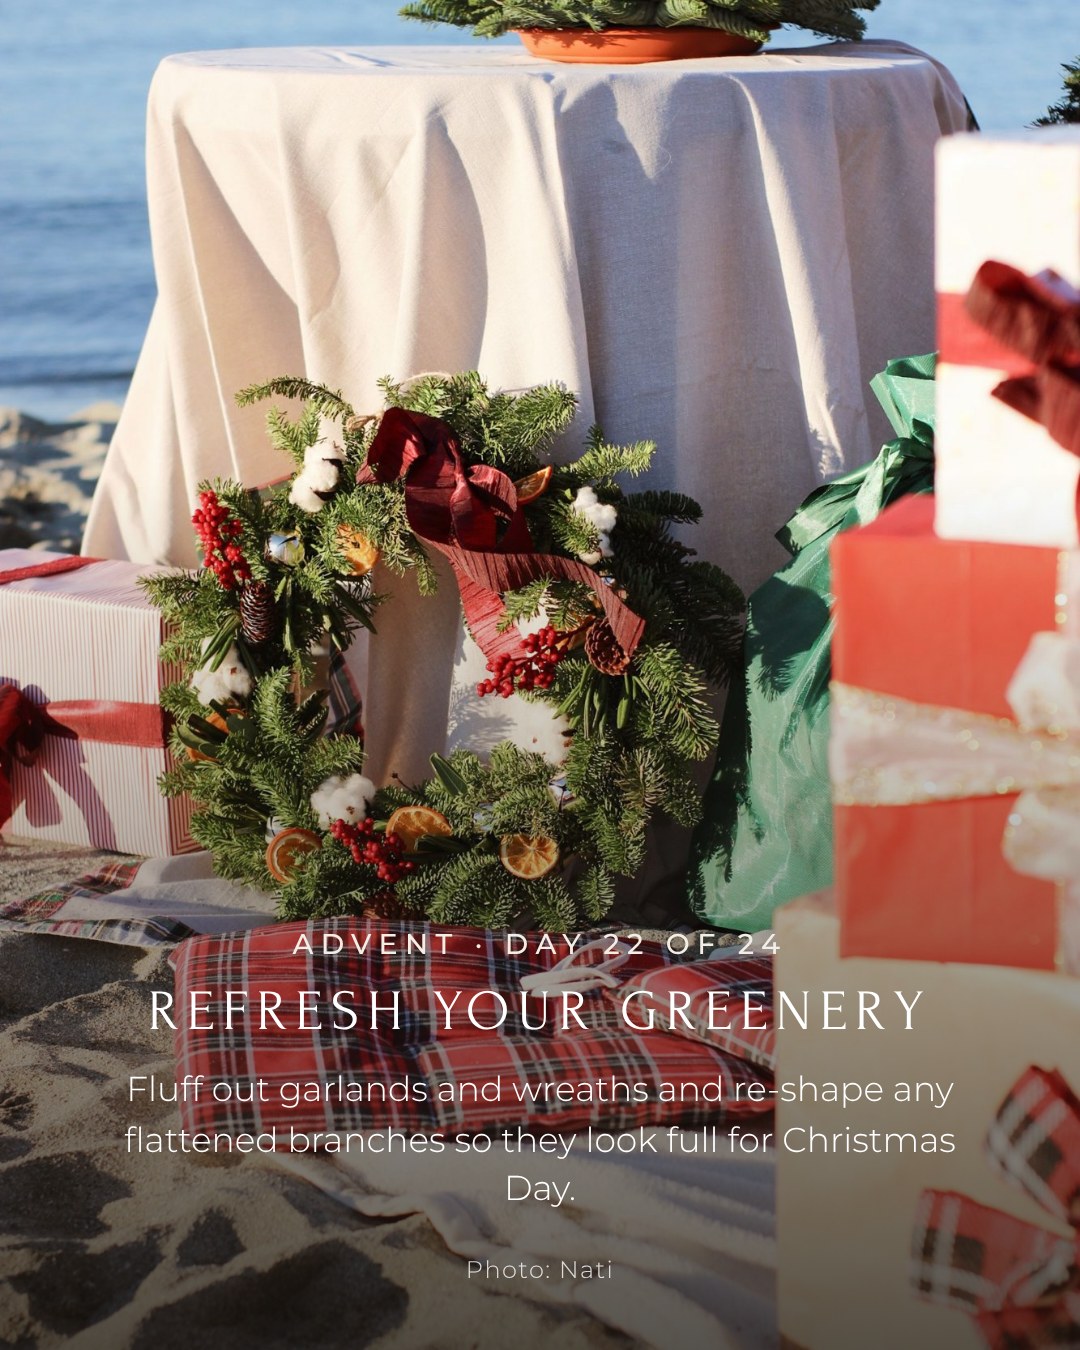 ADVENT · DAY 22 OF 24
REFRESH YOUR GREENERY
Fluff out garlands and wreaths and re-shape any
flattened branches so they look full for Christmas
Day.
Photo: Nati